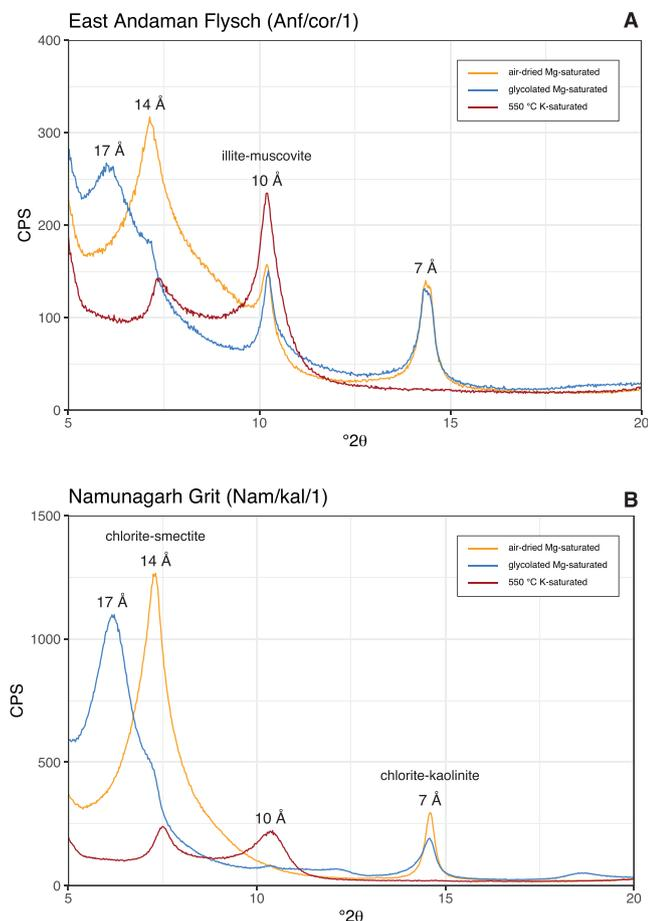 East Andaman Flysch (Anf/cor/1)
A
400
300
200
100
0
CPS
17 Å
14 Å
illite-muscovite
10 Å
7 Å
air-dried Mg-saturated
glycolated Mg-saturated
550 °C K-saturated
5
10
15
20
°2θ
Namunagarh Grit (Nam/kal/1)
B
1500
1000
500
0
CPS
chlorite-smectite
14 Å
17 Å
10 Å
chlorite-kaolinite
7 Å
air-dried Mg-saturated
glycolated Mg-saturated
550 °C K-saturated
5
10
15
20
°2θ